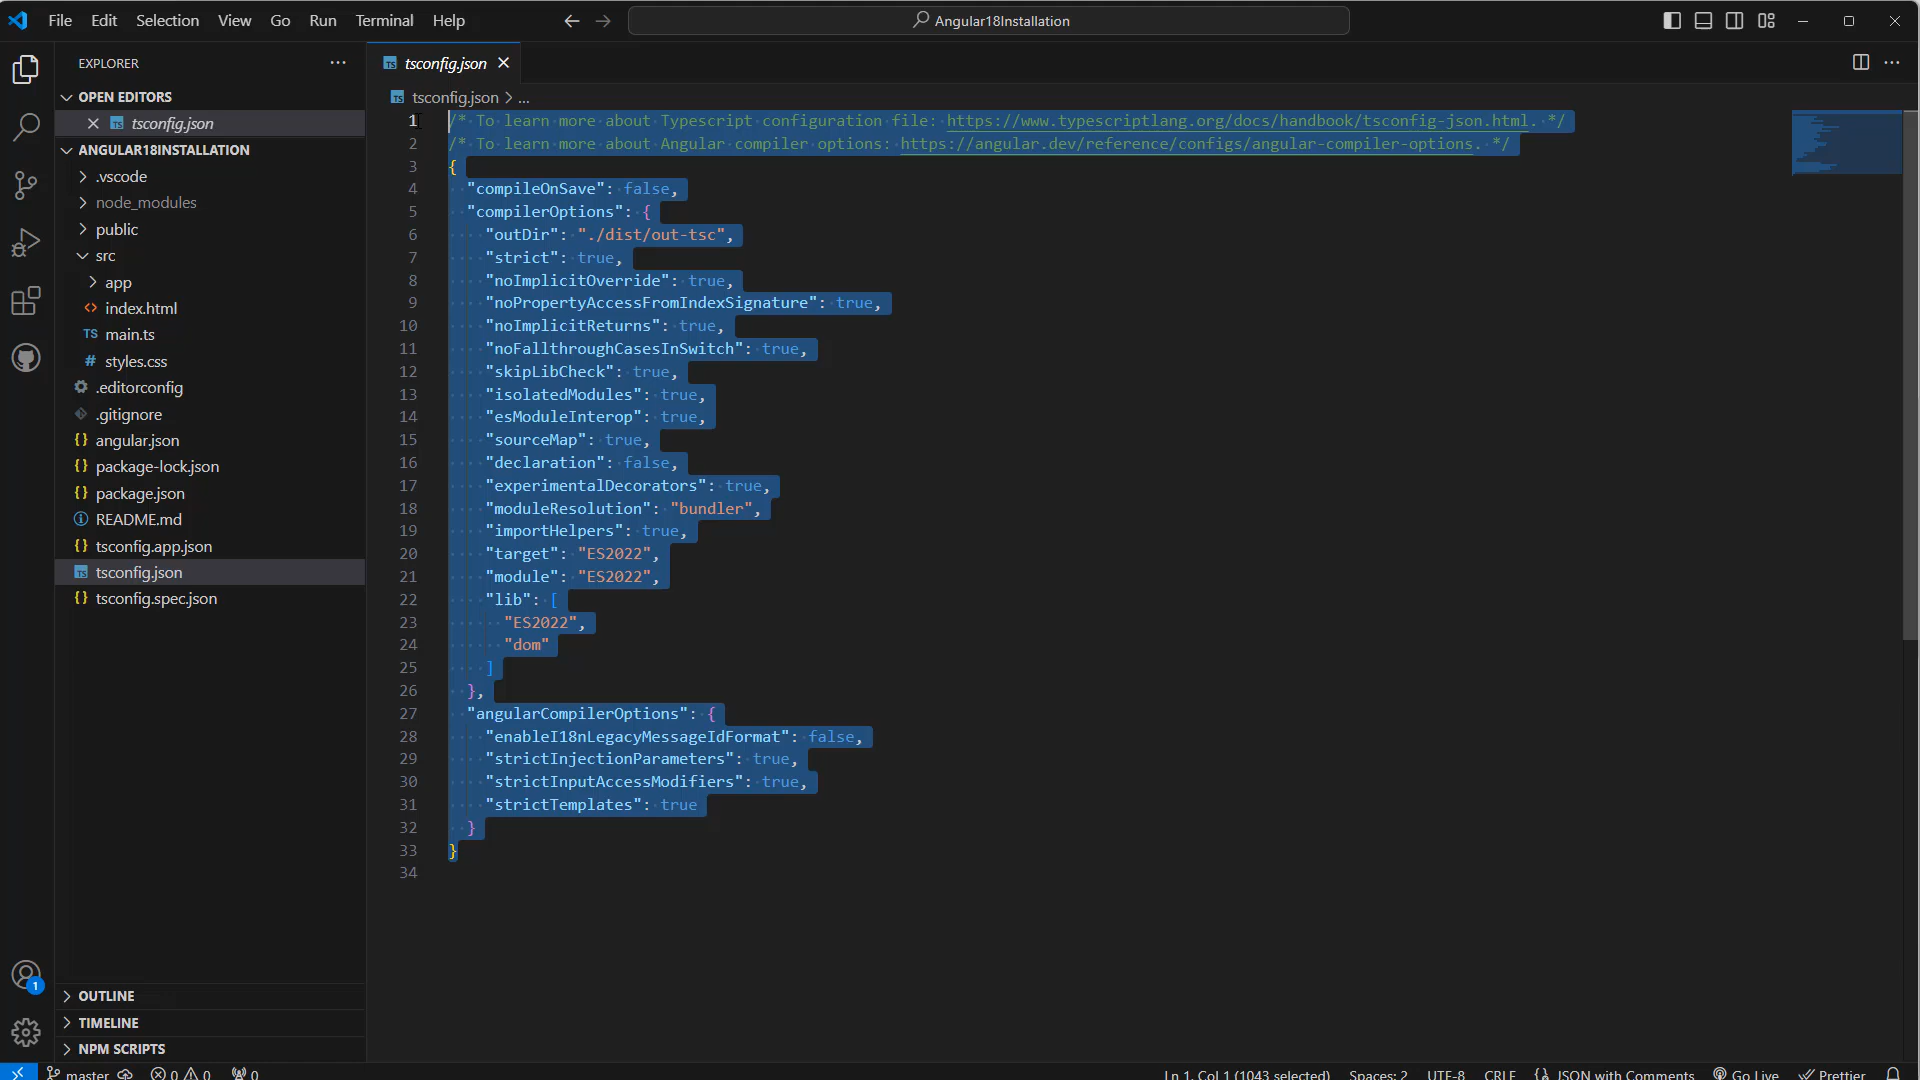 File Edit Selection View Go Run Terminal Help
Angular18Installation
EXPLORER
OPEN EDITORS
tsconfig.json
ANGULAR18INSTALLATION
.vscode
node_modules
public
src
app
index.html
TS main.ts
# styles.css
.editorconfig
.gitignore
{} angular.json
{} package-lock.json
{} package.json
README.md
{} tsconfig.app.json
TS tsconfig.json
{} tsconfig.spec.json
OUTLINE
TIMELINE
NPM SCRIPTS
1
TS tsconfig.json
TS tsconfig.json > ...
1 /* To learn more about Typescript configuration file: https://www.typescriptlang.org/docs/handbook/tsconfig-json.html. */
2 /* To learn more about Angular compiler options: https://angular.dev/reference/configs/angular-compiler-options. */
3 {
4 "compileOnSave": false,
5 "compilerOptions": {
6 "outDir": "./dist/out-tsc",
7 "strict": true,
8 "noImplicitOverride": true,
9 "noPropertyAccessFromIndexSignature": true,
10 "noImplicitReturns": true,
11 "noFallthroughCasesInSwitch": true,
12 "skipLibCheck": true,
13 "isolatedModules": true,
14 "esModuleInterop": true,
15 "sourceMap": true,
16 "declaration": false,
17 "experimentalDecorators": true,
18 "moduleResolution": "bundler",
19 "importHelpers": true,
20 "target": "ES2022",
21 "module": "ES2022",
22 "lib": [
23 "ES2022",
24 "dom"
25 ]
26 },
27 "angularCompilerOptions": {
28 "enableI18nLegacyMessageIdFormat": false,
29 "strictInjectionParameters": true,
30 "strictInputAccessModifiers": true,
31 "strictTemplates": true
32 }
33 }
34
master 0 0 0 Ln 1, Col 1 (1043 selected) Spaces: 2 UTF-8 CRLF {} JSON with Comments Go Live Prettier